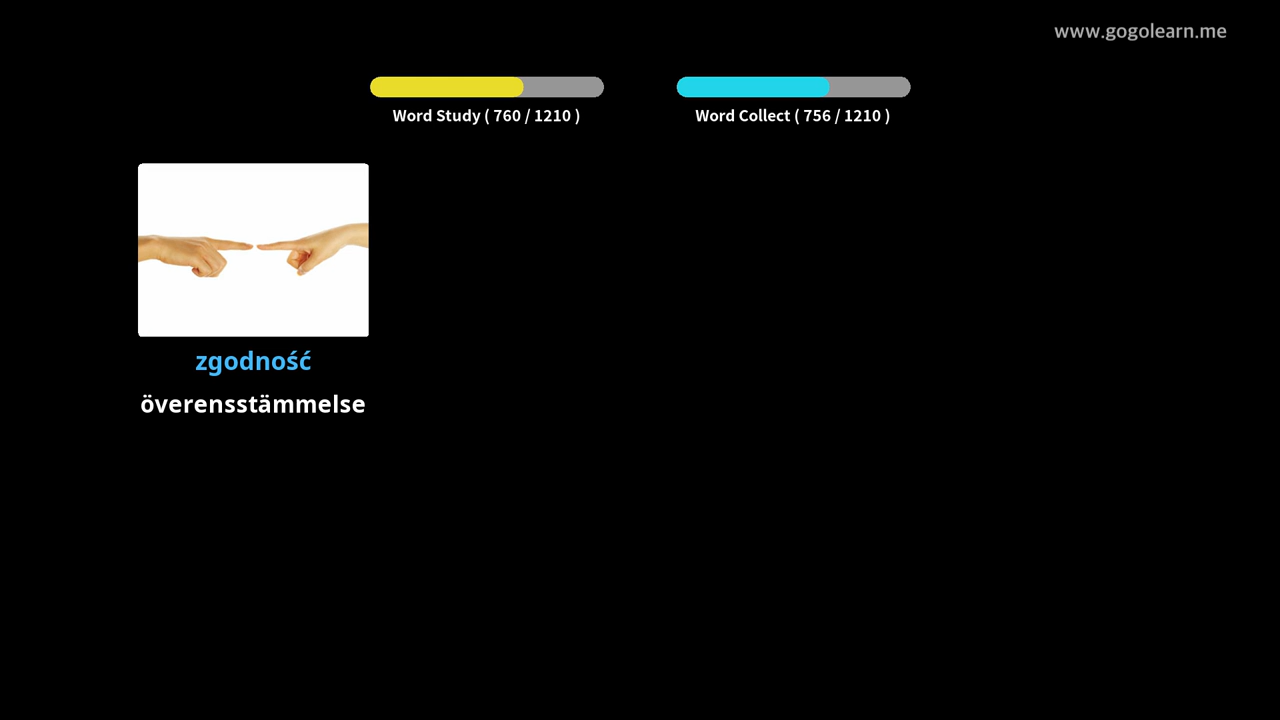 www.gogolearn.me
Word Study ( 760 / 1210 )
Word Collect ( 756 / 1210 )
zgodność
överensstämmelse